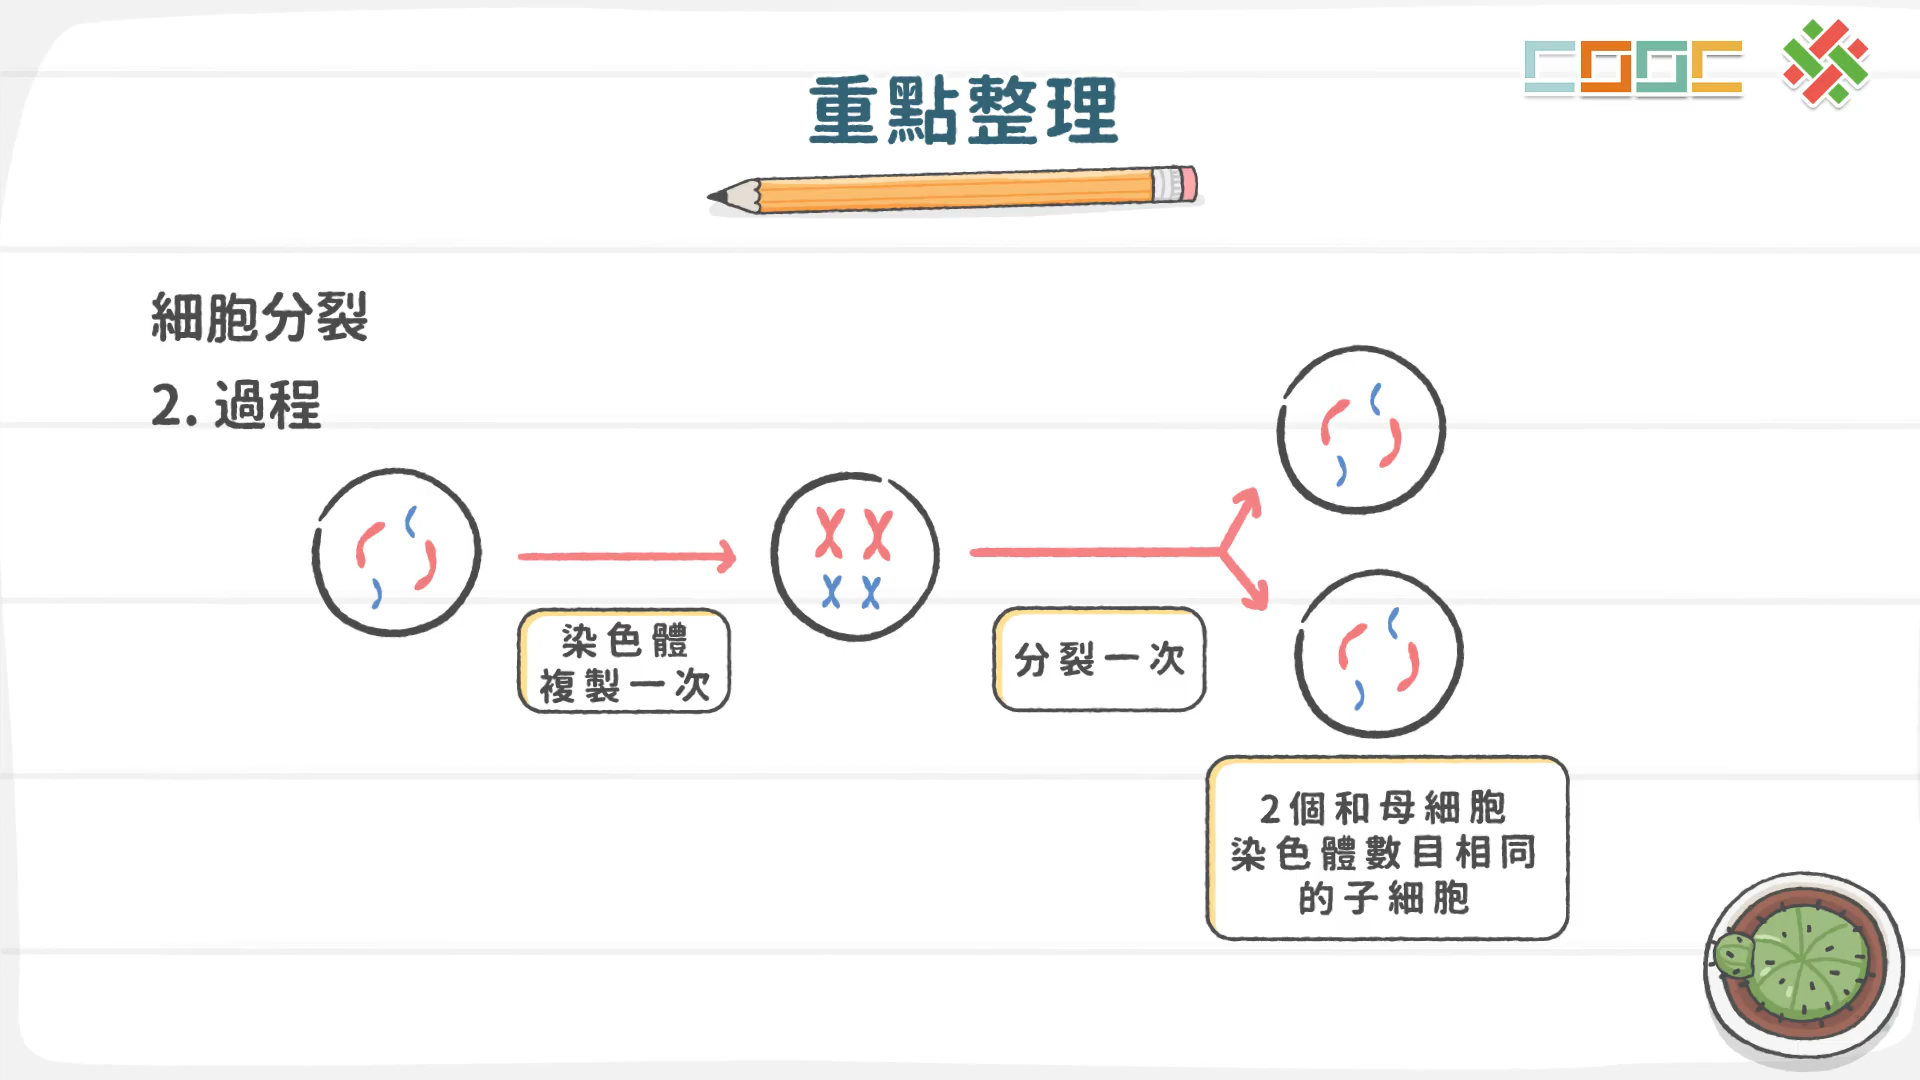 COOC
重點整理
細胞分裂
2. 過程
染色體
複製一次
分裂一次
2個和母細胞
染色體數目相同
的子細胞